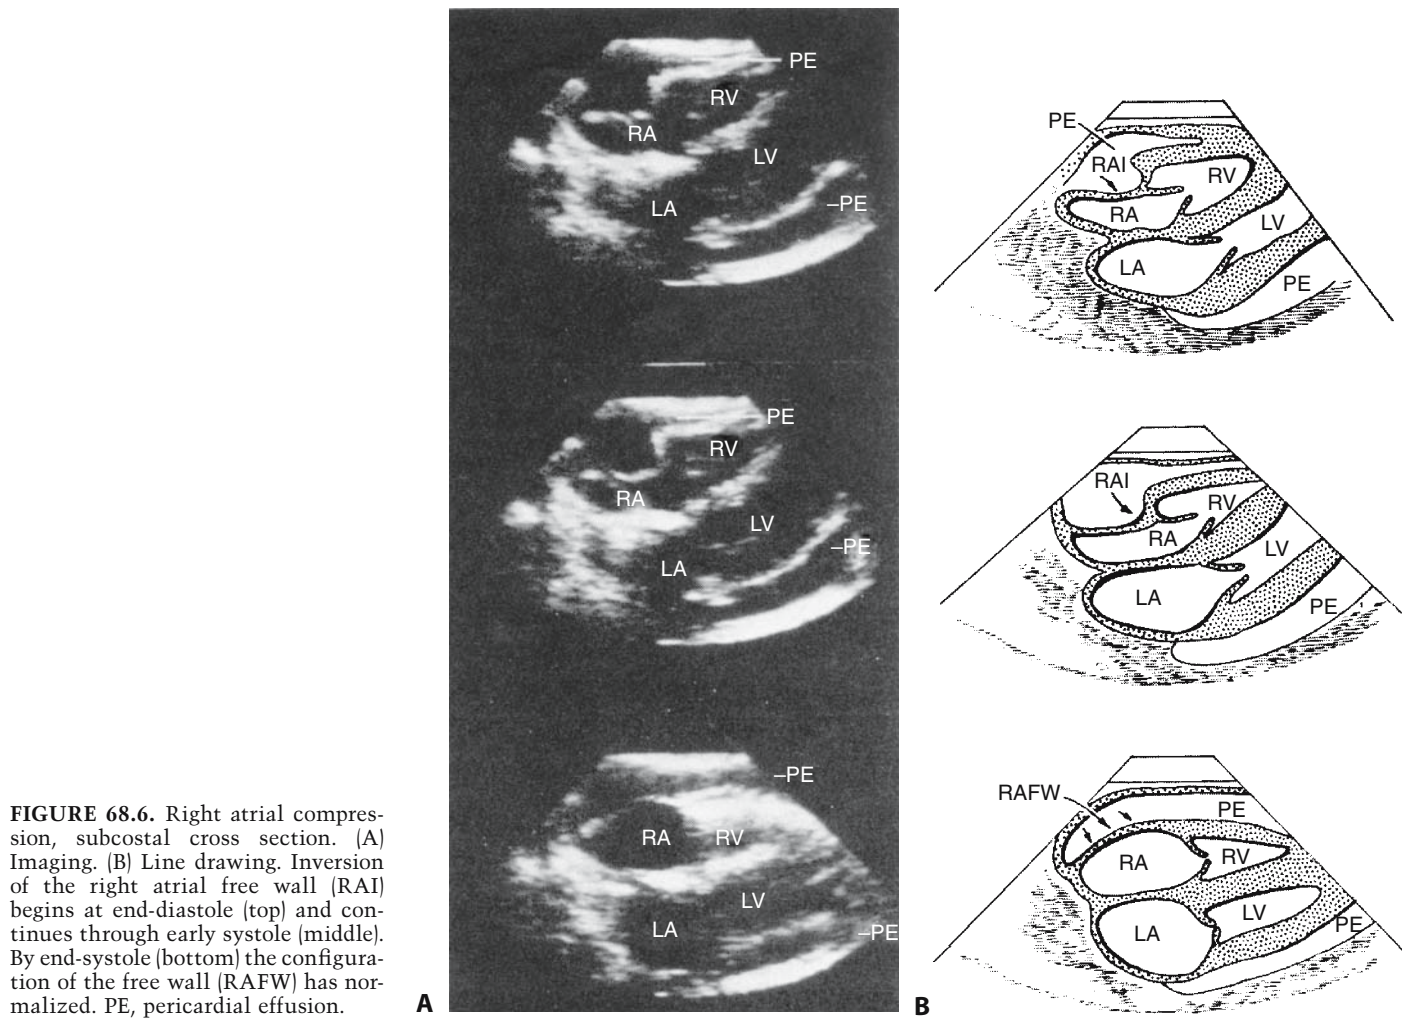 FIGURE 68.6. Right atrial compres-
sion, subcostal cross section. (A)
Imaging. (B) Line drawing. Inversion
of the right atrial free wall (RAI)
begins at end-diastole (top) and con-
tinues through early systole (middle).
By end-systole (bottom) the configura-
tion of the free wall (RAFW) has nor-
malized. PE, pericardial effusion.
A
PE
RV
RA
LV
LA
–PE
PE
RV
RA
LV
–PE
LA
–PE
RA
RV
LV
LA
–PE
B
PE
RAI
RV
RA
LV
LA
PE
RAI
RV
RA
LV
LA
PE
RAFW
PE
RA
RV
LV
LA
PE